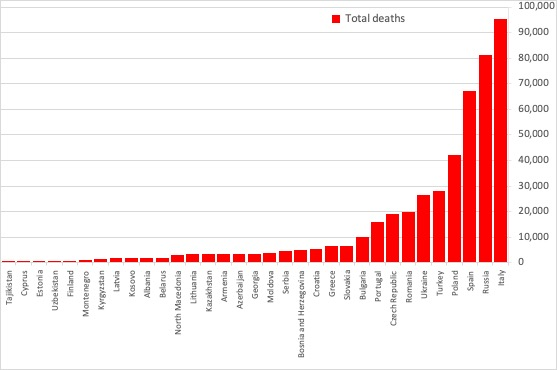 Total deaths
100,000
90,000
80,000
70,000
60,000
50,000
40,000
30,000
20,000
10,000
0
Tajikistan
Cyprus
Estonia
Uzbekistan
Finland
Montenegro
Kyrgyzstan
Latvia
Kosovo
Albania
Belarus
North Macedonia
Lithuania
Kazakhstan
Armenia
Azerbaijan
Georgia
Moldova
Serbia
Bosnia and Herzegovina
Croatia
Greece
Slovakia
Bulgaria
Portugal
Czech Republic
Romania
Ukraine
Turkey
Poland
Spain
Russia
Italy